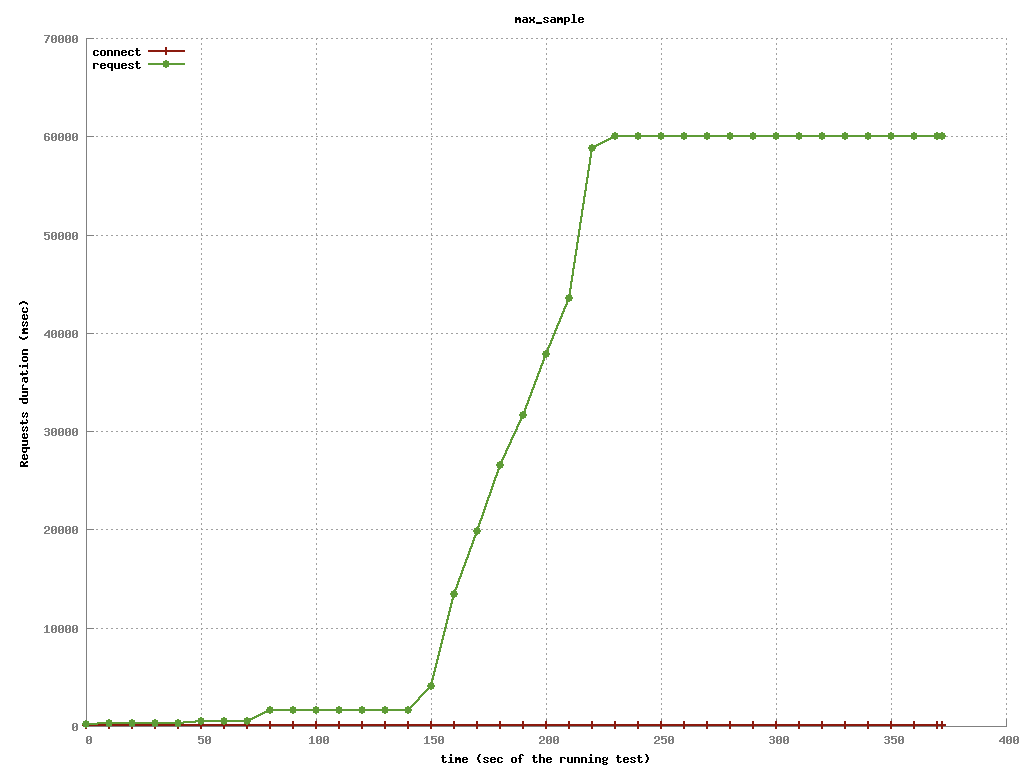 max_sample
70000
60000
50000
40000
30000
20000
10000
0
connect
request
Requests duration (msec)
0 50 100 150 200 250 300 350 400
time (sec of the running test)